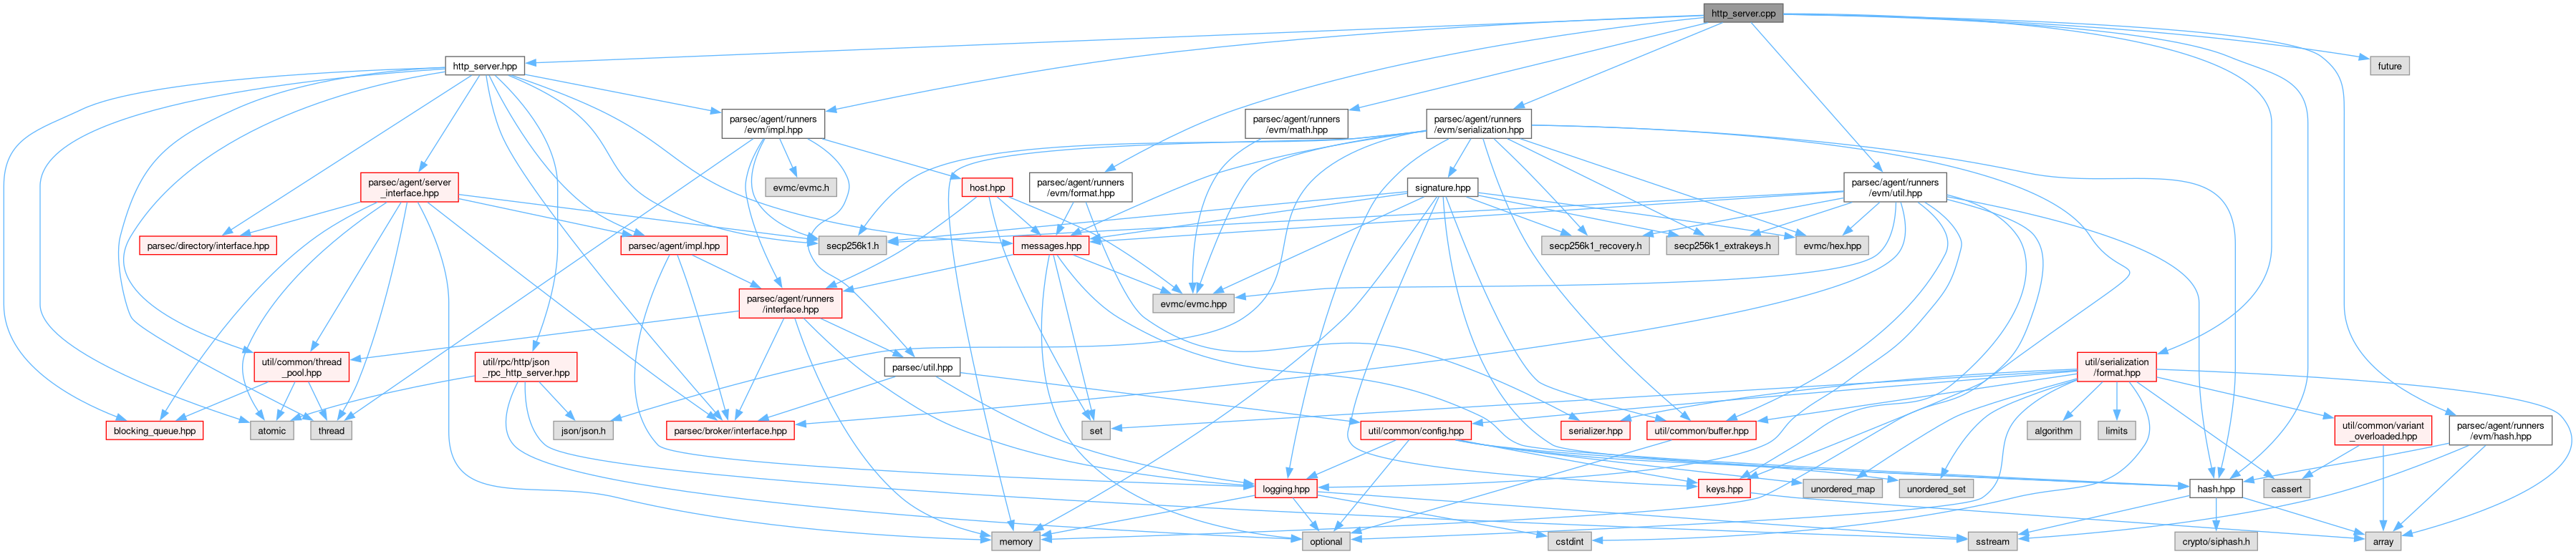 http_server.cpp
http_server.hpp
future
parsec/agent/runners
/evm/impl.hpp
parsec/agent/runners
/evm/math.hpp
parsec/agent/runners
/evm/serialization.hpp
parsec/agent/server
_interface.hpp
evmc/evmc.h
host.hpp
parsec/agent/runners
/evm/format.hpp
signature.hpp
parsec/agent/runners
/evm/util.hpp
parsec/directory/interface.hpp
parsec/agent/impl.hpp
secp256k1.h
messages.hpp
secp256k1_recovery.h
secp256k1_extrakeys.h
evmc/hex.hpp
parsec/agent/runners
/interface.hpp
evmc/evmc.hpp
util/common/thread
_pool.hpp
util/rpc/http/json
_rpc_http_server.hpp
parsec/util.hpp
util/serialization
/format.hpp
blocking_queue.hpp
atomic
thread
json/json.h
parsec/broker/interface.hpp
set
util/common/config.hpp
serializer.hpp
util/common/buffer.hpp
algorithm
limits
util/common/variant
_overloaded.hpp
parsec/agent/runners
/evm/hash.hpp
logging.hpp
keys.hpp
unordered_map
unordered_set
hash.hpp
cassert
memory
optional
cstdint
sstream
crypto/siphash.h
array